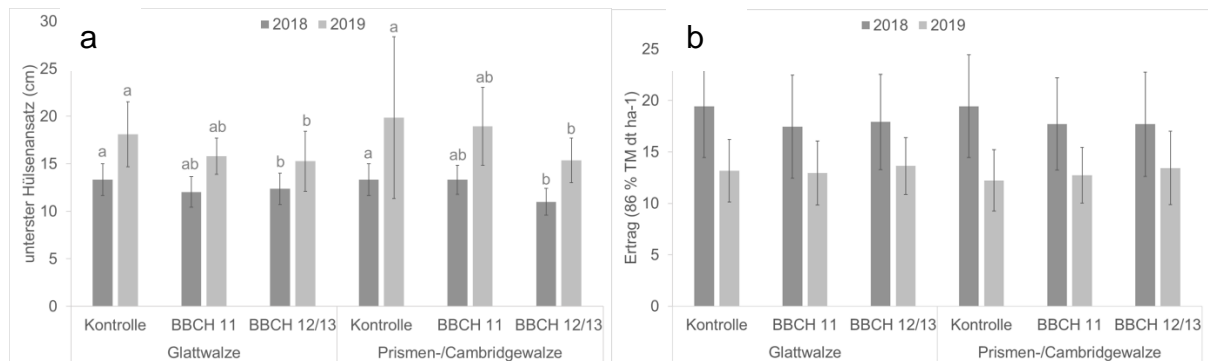 a
2018 2019
unterster Hülsenansatz (cm)
30
25
20
15
10
5
0
a a ab ab b b a a ab ab b b
Kontrolle BBCH 11 BBCH 12/13 Kontrolle BBCH 11 BBCH 12/13
Glattwalze Prismen-/Cambridgewalze
b
2018 2019
Ertrag (86 % TM dt ha-1)
25
20
15
10
5
0
Kontrolle BBCH 11 BBCH 12/13 Kontrolle BBCH 11 BBCH 12/13
Glattwalze Prismen-/Cambridgewalze